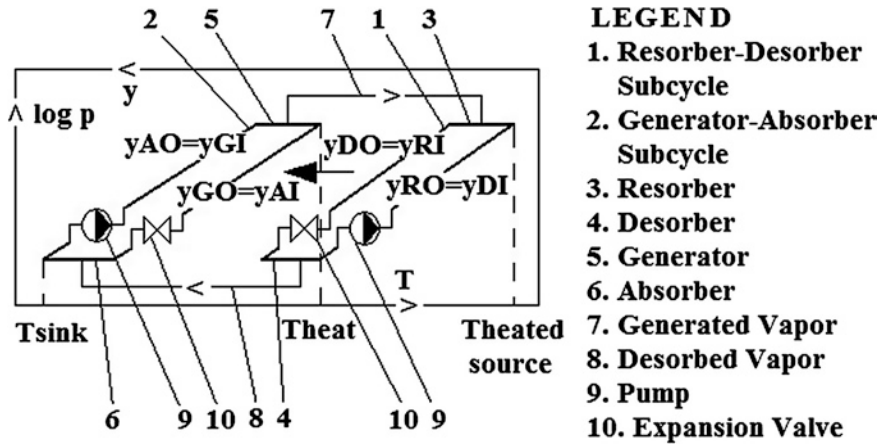 2 5 7 1 3
y
log p
yAO=yGI
yDO=yRI
yGO=yAI
yRO=yDI
T
Tsink
Theat
Theated
source
6 9 10 8 4 10 9
LEGEND
1. Resorber-Desorber
Subcycle
2. Generator-Absorber
Subcycle
3. Resorber
4. Desorber
5. Generator
6. Absorber
7. Generated Vapor
8. Desorbed Vapor
9. Pump
10. Expansion Valve